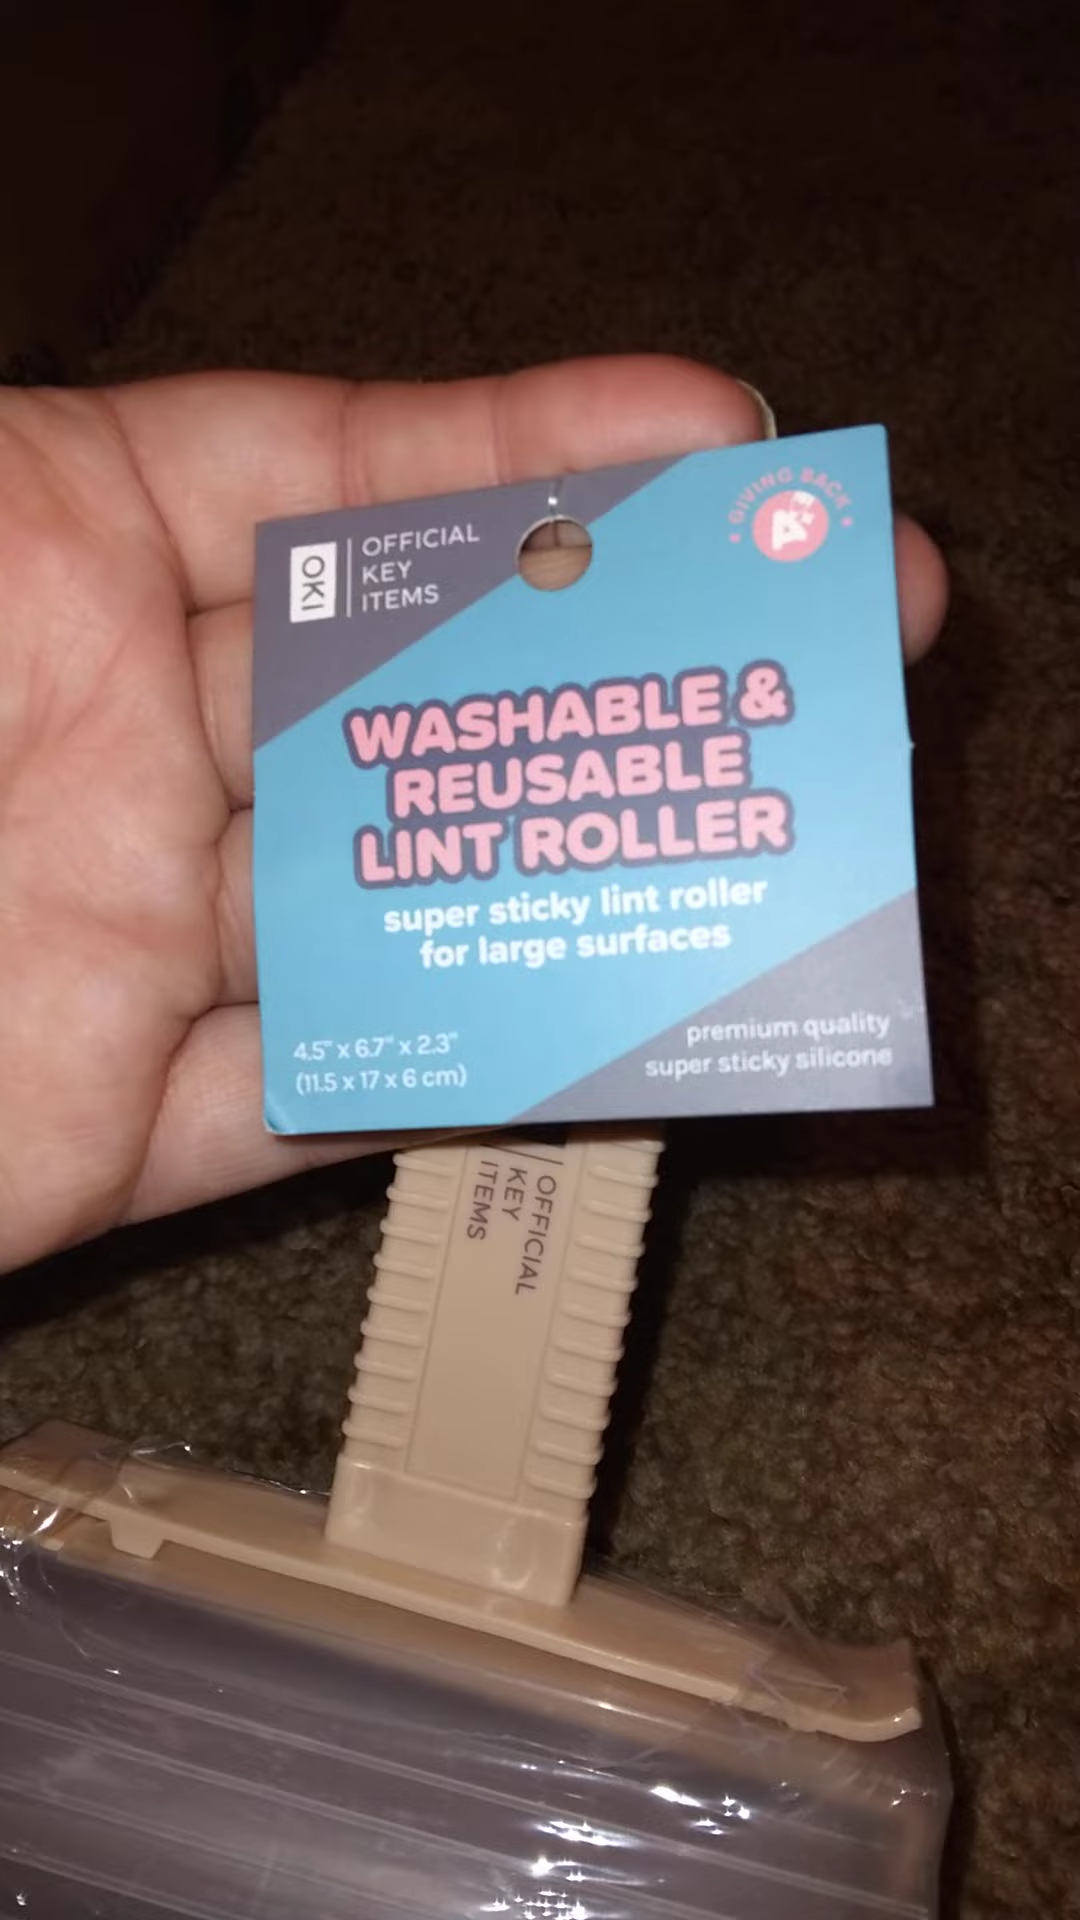 OKI
OFFICIAL
KEY
ITEMS
• GIVING BACK •
WASHABLE &
REUSABLE
LINT ROLLER
super sticky lint roller
for large surfaces
4.5" x 6.7" x 2.3"
(11.5 x 17 x 6 cm)
premium quality
super sticky silicone
OFFICIAL
KEY
ITEMS